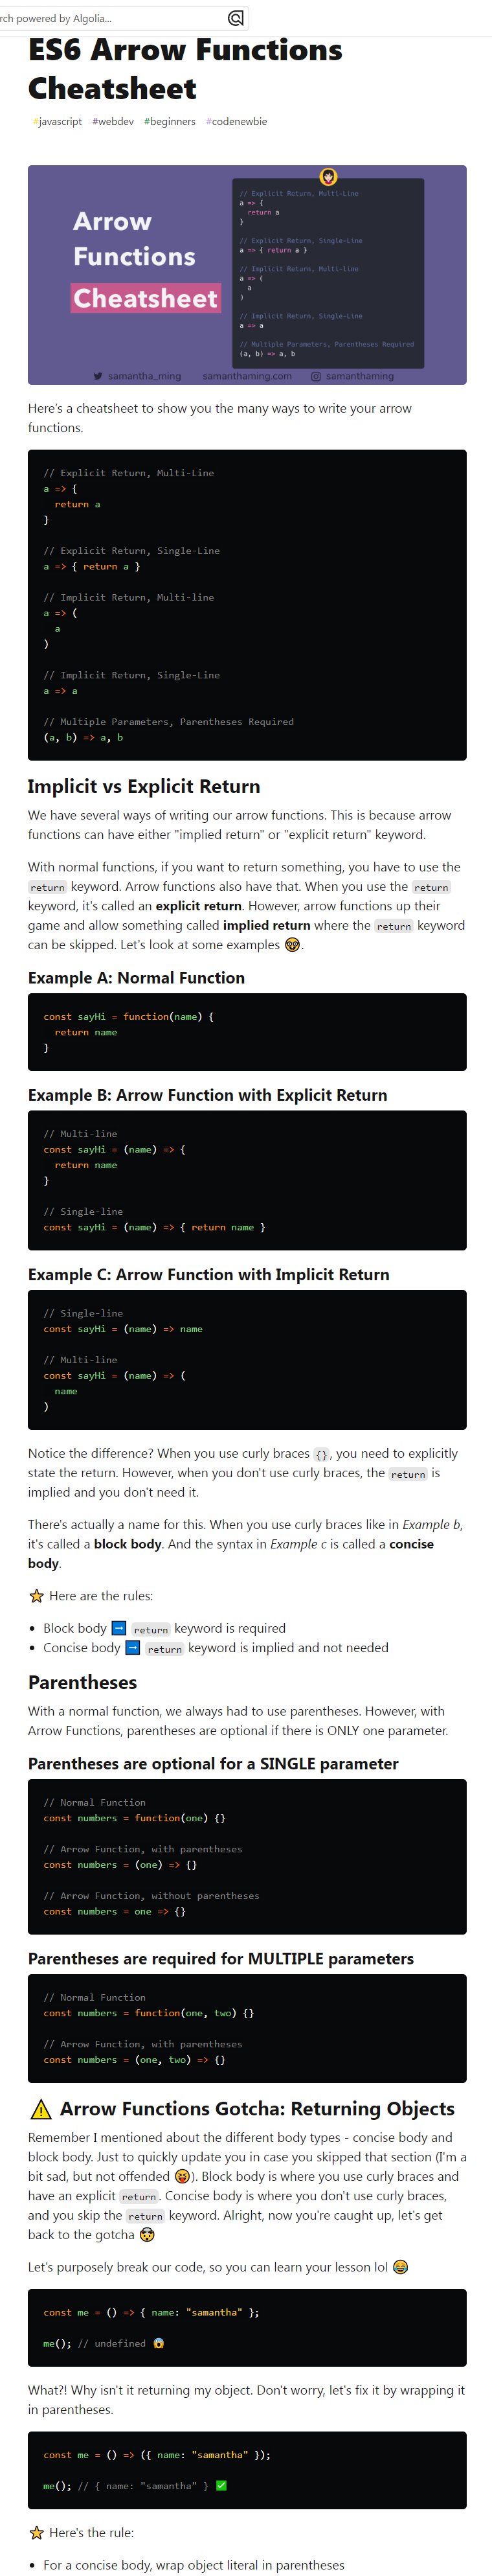 rch powered by Algolia...
ES6 Arrow Functions
Cheatsheet
#javascript #webdev #beginners #codenewbie
Arrow
Functions
Cheatsheet
// Explicit Return, Multi-Line
a => {
return a
}
// Explicit Return, Single-Line
a => { return a }
// Implicit Return, Multi-line
a => (
a
)
// Implicit Return, Single-Line
a => a
// Multiple Parameters, Parentheses Required
(a, b) => a, b
samantha_ming samanthaming.com samanthaming
Here's a cheatsheet to show you the many ways to write your arrow
functions.
// Explicit Return, Multi-Line
a => {
return a
}
// Explicit Return, Single-Line
a => { return a }
// Implicit Return, Multi-line
a => (
a
)
// Implicit Return, Single-Line
a => a
// Multiple Parameters, Parentheses Required
(a, b) => a, b
Implicit vs Explicit Return
We have several ways of writing our arrow functions. This is because arrow
functions can have either "implied return" or "explicit return" keyword.
With normal functions, if you want to return something, you have to use the
return keyword. Arrow functions also have that. When you use the return
keyword, it's called an explicit return. However, arrow functions up their
game and allow something called implied return where the return keyword
can be skipped. Let's look at some examples 🤓.
Example A: Normal Function
const sayHi = function(name) {
return name
}
Example B: Arrow Function with Explicit Return
// Multi-line
const sayHi = (name) => {
return name
}
// Single-line
const sayHi = (name) => { return name }
Example C: Arrow Function with Implicit Return
// Single-line
const sayHi = (name) => name
// Multi-line
const sayHi = (name) => (
name
)
Notice the difference? When you use curly braces {}, you need to explicitly
state the return. However, when you don't use curly braces, the return is
implied and you don't need it.
There's actually a name for this. When you use curly braces like in Example b,
it's called a block body. And the syntax in Example c is called a concise
body.
⭐ Here are the rules:
• Block body ➡️ return keyword is required
• Concise body ➡️ return keyword is implied and not needed
Parentheses
With a normal function, we always had to use parentheses. However, with
Arrow Functions, parentheses are optional if there is ONLY one parameter.
Parentheses are optional for a SINGLE parameter
// Normal Function
const numbers = function(one) {}
// Arrow Function, with parentheses
const numbers = (one) => {}
// Arrow Function, without parentheses
const numbers = one => {}
Parentheses are required for MULTIPLE parameters
// Normal Function
const numbers = function(one, two) {}
// Arrow Function, with parentheses
const numbers = (one, two) => {}
⚠️ Arrow Functions Gotcha: Returning Objects
Remember I mentioned about the different body types - concise body and
block body. Just to quickly update you in case you skipped that section (I'm a
bit sad, but not offended 😝). Block body is where you use curly braces and
have an explicit return. Concise body is where you don't use curly braces,
and you skip the return keyword. Alright, now you're caught up, let's get
back to the gotcha 🤯
Let's purposely break our code, so you can learn your lesson lol 😂
const me = () => { name: "samantha" };
me(); // undefined 😱
What?! Why isn't it returning my object. Don't worry, let's fix it by wrapping it
in parentheses.
const me = () => ({ name: "samantha" });
me(); // { name: "samantha" } ✅
⭐ Here's the rule:
• For a concise body, wrap object literal in parentheses